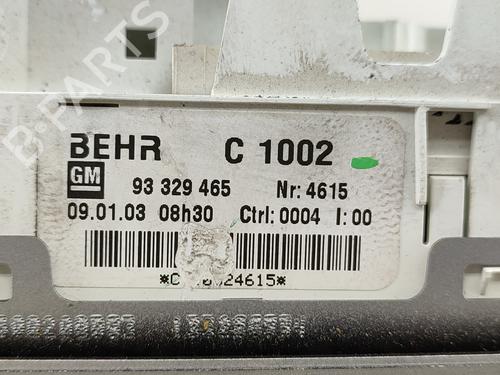 BEHR C 1002
GM 93 329 465 Nr: 4615
09.01.03 08h30 Ctrl:0004 I:00
B-PARTS